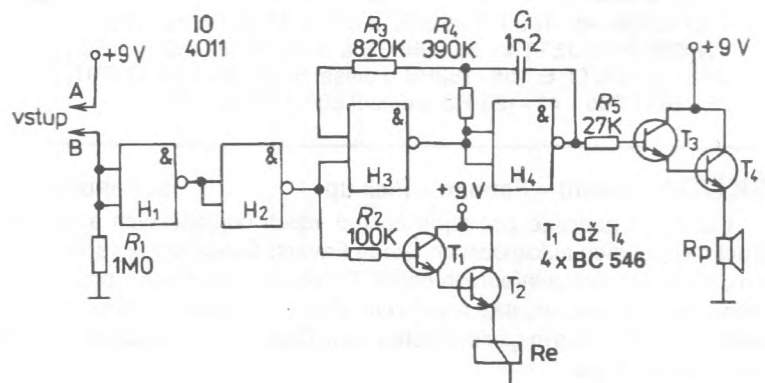 IO
4011
+9V
A
vstup
B
R1
1M0
&
H1
&
H2
R3
820K
R4
390K
C1
1n2
&
H3
&
H4
R5
27K
+9V
T3
T4
Rp
R2
100K
+9V
T1
T2
Re
T1 až T4
4x BC 546